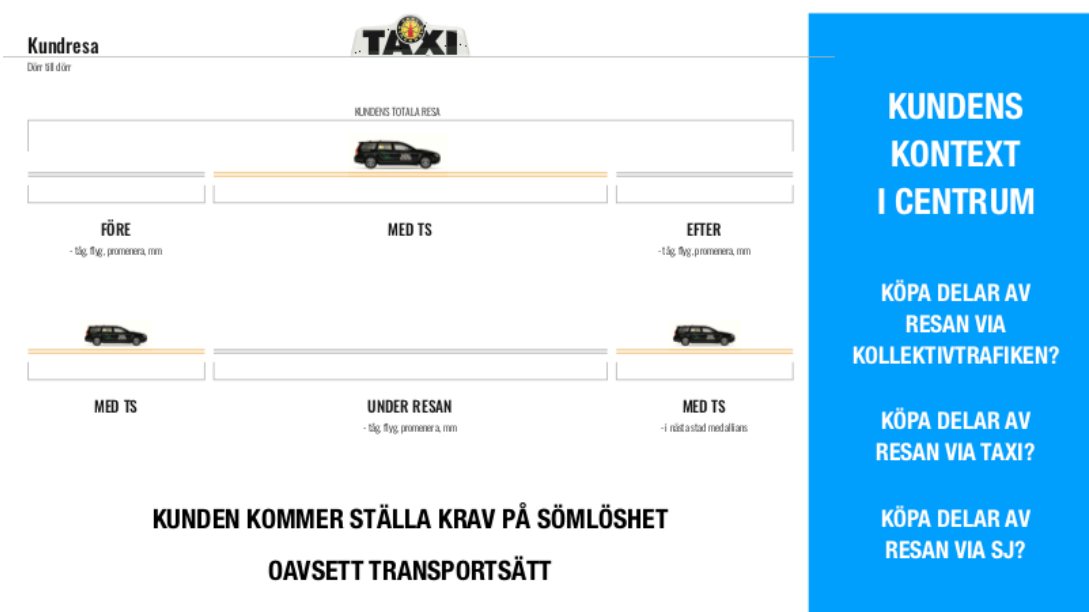 Kundresa
Dörr till dörr
TAXI
KUNDENS TOTALA RESA
FÖRE
- tåg, flyg, promenera, mm
MED TS
EFTER
- tåg, flyg, promenera, mm
MED TS
UNDER RESAN
- tåg, flyg, promenera, mm
MED TS
- i nästa stad med allians
KUNDEN KOMMER STÄLLA KRAV PÅ SÖMLÖSHET
OAVSETT TRANSPORTSÄTT
KUNDENS
KONTEXT
I CENTRUM
KÖPA DELAR AV
RESAN VIA
KOLLEKTIVTRAFIKEN?
KÖPA DELAR AV
RESAN VIA TAXI?
KÖPA DELAR AV
RESAN VIA SJ?